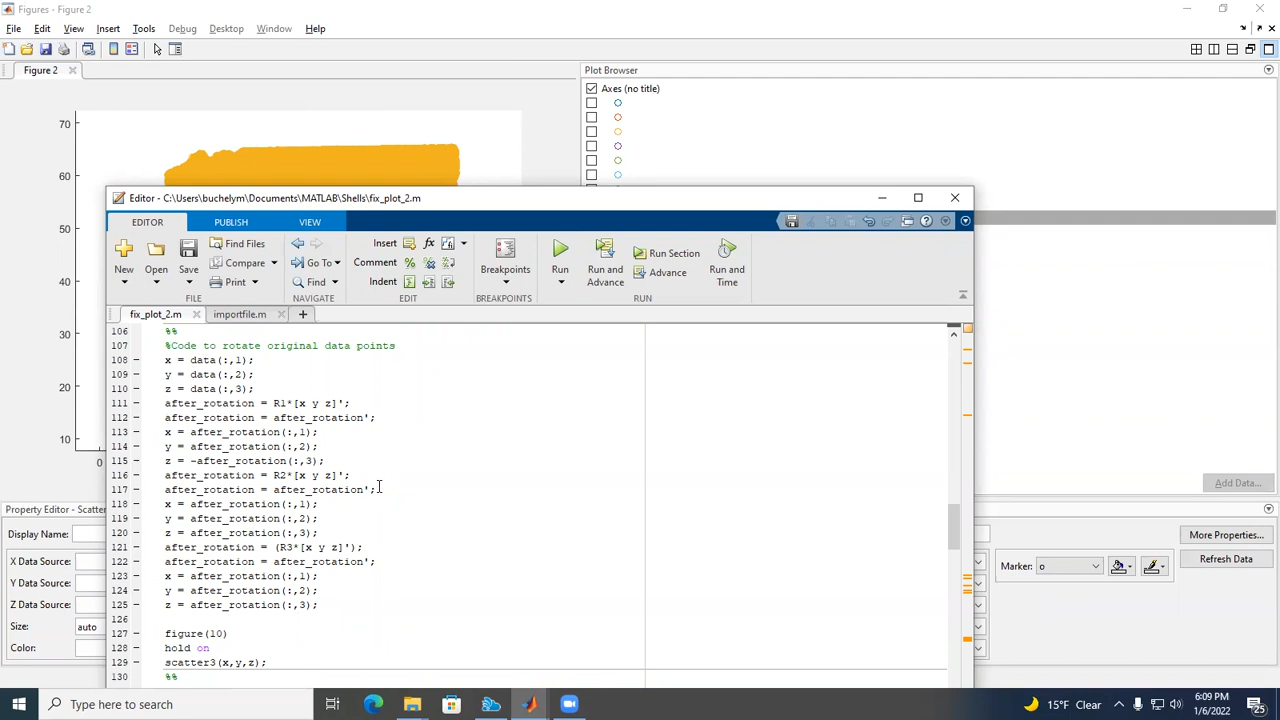 Figures - Figure 2
File Edit View Insert Tools Debug Desktop Window Help
Figure 2
Plot Browser
Axes (no title)
70
60
50
40
30
20
10
0
Editor - C:\Users\buchelym\Documents\MATLAB\Shells\fix_plot_2.m
EDITOR PUBLISH VIEW
New Open Save
Find Files
Compare
Print
FILE
Go To
Find
NAVIGATE
Insert
Comment
Indent
EDIT
Breakpoints
BREAKPOINTS
Run
Run and Advance
Run Section
Advance
Run and Time
RUN
fix_plot_2.m importfile.m
106 %%
107 %Code to rotate original data points
108 x = data(:,1);
109 y = data(:,2);
110 z = data(:,3);
111 after_rotation = R1*[x y z]';
112 after_rotation = after_rotation';
113 x = after_rotation(:,1);
114 y = after_rotation(:,2);
115 z = -after_rotation(:,3);
116 after_rotation = R2*[x y z]';
117 after_rotation = after_rotation';
118 x = after_rotation(:,1);
119 y = after_rotation(:,2);
120 z = after_rotation(:,3);
121 after_rotation = (R3*[x y z]');
122 after_rotation = after_rotation';
123 x = after_rotation(:,1);
124 y = after_rotation(:,2);
125 z = after_rotation(:,3);
126
127 figure(10)
128 hold on
129 scatter3(x,y,z);
130 %%
Add Data...
Property Editor - Scatter
Display Name:
X Data Source:
Y Data Source:
Z Data Source:
Size: auto
Color:
Marker: o
More Properties...
Refresh Data
Type here to search
15°F Clear
6:09 PM
1/6/2022
25